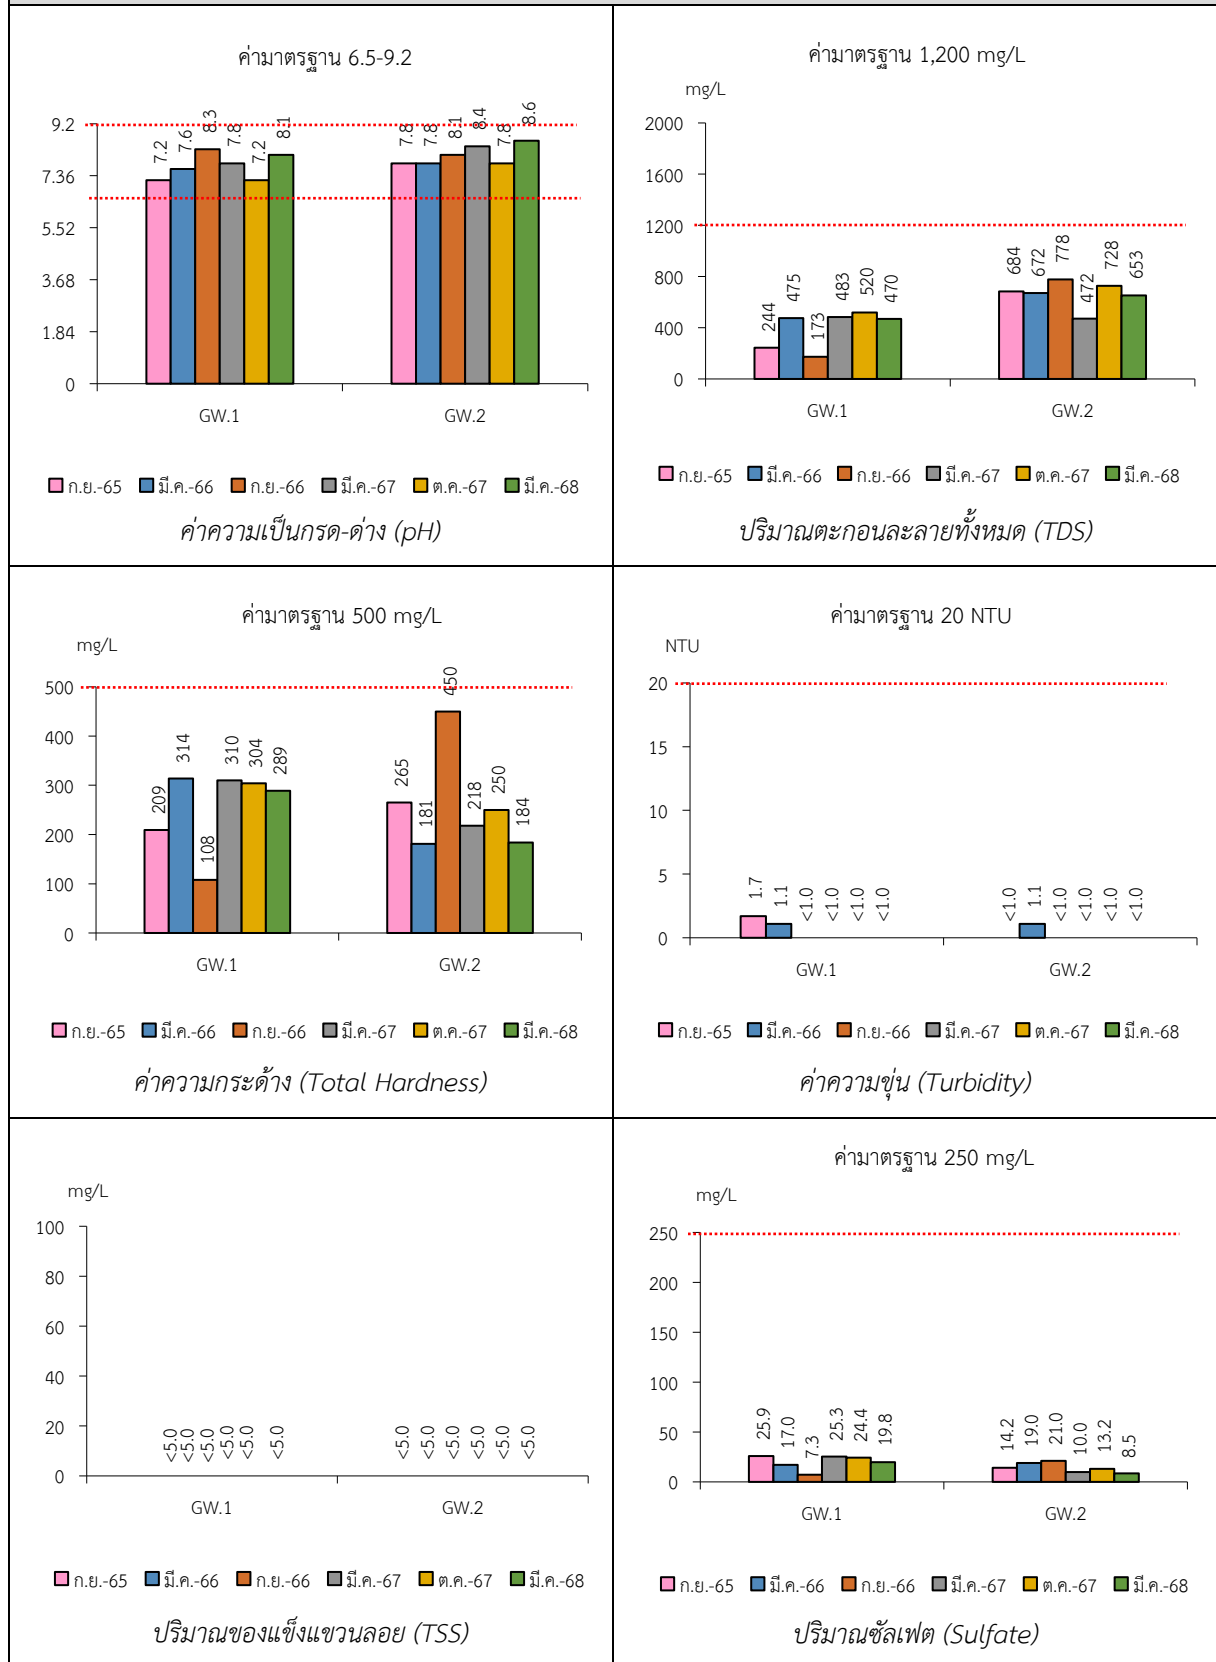 ค่ามาตรฐาน 6.5-9.2
9.2
7.36
5.52
3.68
1.84
0
7.2 7.6 8.3 7.8 7.2 8.1
7.8 7.8 8.1 8.4 7.8 8.6
GW.1 GW.2
ก.ย.-65 มี.ค.-66 ก.ย.-66 มี.ค.-67 ต.ค.-67 มี.ค.-68
ค่าความเป็นกรด-ด่าง (pH)
ค่ามาตรฐาน 1,200 mg/L
mg/L
2000
1600
1200
800
400
0
244 475 173 483 520 470
684 672 778 472 728 653
GW.1 GW.2
ก.ย.-65 มี.ค.-66 ก.ย.-66 มี.ค.-67 ต.ค.-67 มี.ค.-68
ปริมาณตะกอนละลายทั้งหมด (TDS)
ค่ามาตรฐาน 500 mg/L
mg/L
500
400
300
200
100
0
209 314 108 310 304 289
265 181 450 218 250 184
GW.1 GW.2
ก.ย.-65 มี.ค.-66 ก.ย.-66 มี.ค.-67 ต.ค.-67 มี.ค.-68
ค่าความกระด้าง (Total Hardness)
ค่ามาตรฐาน 20 NTU
NTU
20
15
10
5
0
1.7 1.1 <1.0 <1.0 <1.0 <1.0
<1.0 1.1 <1.0 <1.0 <1.0 <1.0
GW.1 GW.2
ก.ย.-65 มี.ค.-66 ก.ย.-66 มี.ค.-67 ต.ค.-67 มี.ค.-68
ค่าความขุ่น (Turbidity)
mg/L
100
80
60
40
20
0
<5.0 <5.0 <5.0 <5.0 <5.0 <5.0
<5.0 <5.0 <5.0 <5.0 <5.0 <5.0
GW.1 GW.2
ก.ย.-65 มี.ค.-66 ก.ย.-66 มี.ค.-67 ต.ค.-67 มี.ค.-68
ปริมาณของแข็งแขวนลอย (TSS)
ค่ามาตรฐาน 250 mg/L
mg/L
250
200
150
100
50
0
25.9 17.0 7.3 25.3 24.4 19.8
14.2 19.0 21.0 10.0 13.2 8.5
GW.1 GW.2
ก.ย.-65 มี.ค.-66 ก.ย.-66 มี.ค.-67 ต.ค.-67 มี.ค.-68
ปริมาณซัลเฟต (Sulfate)